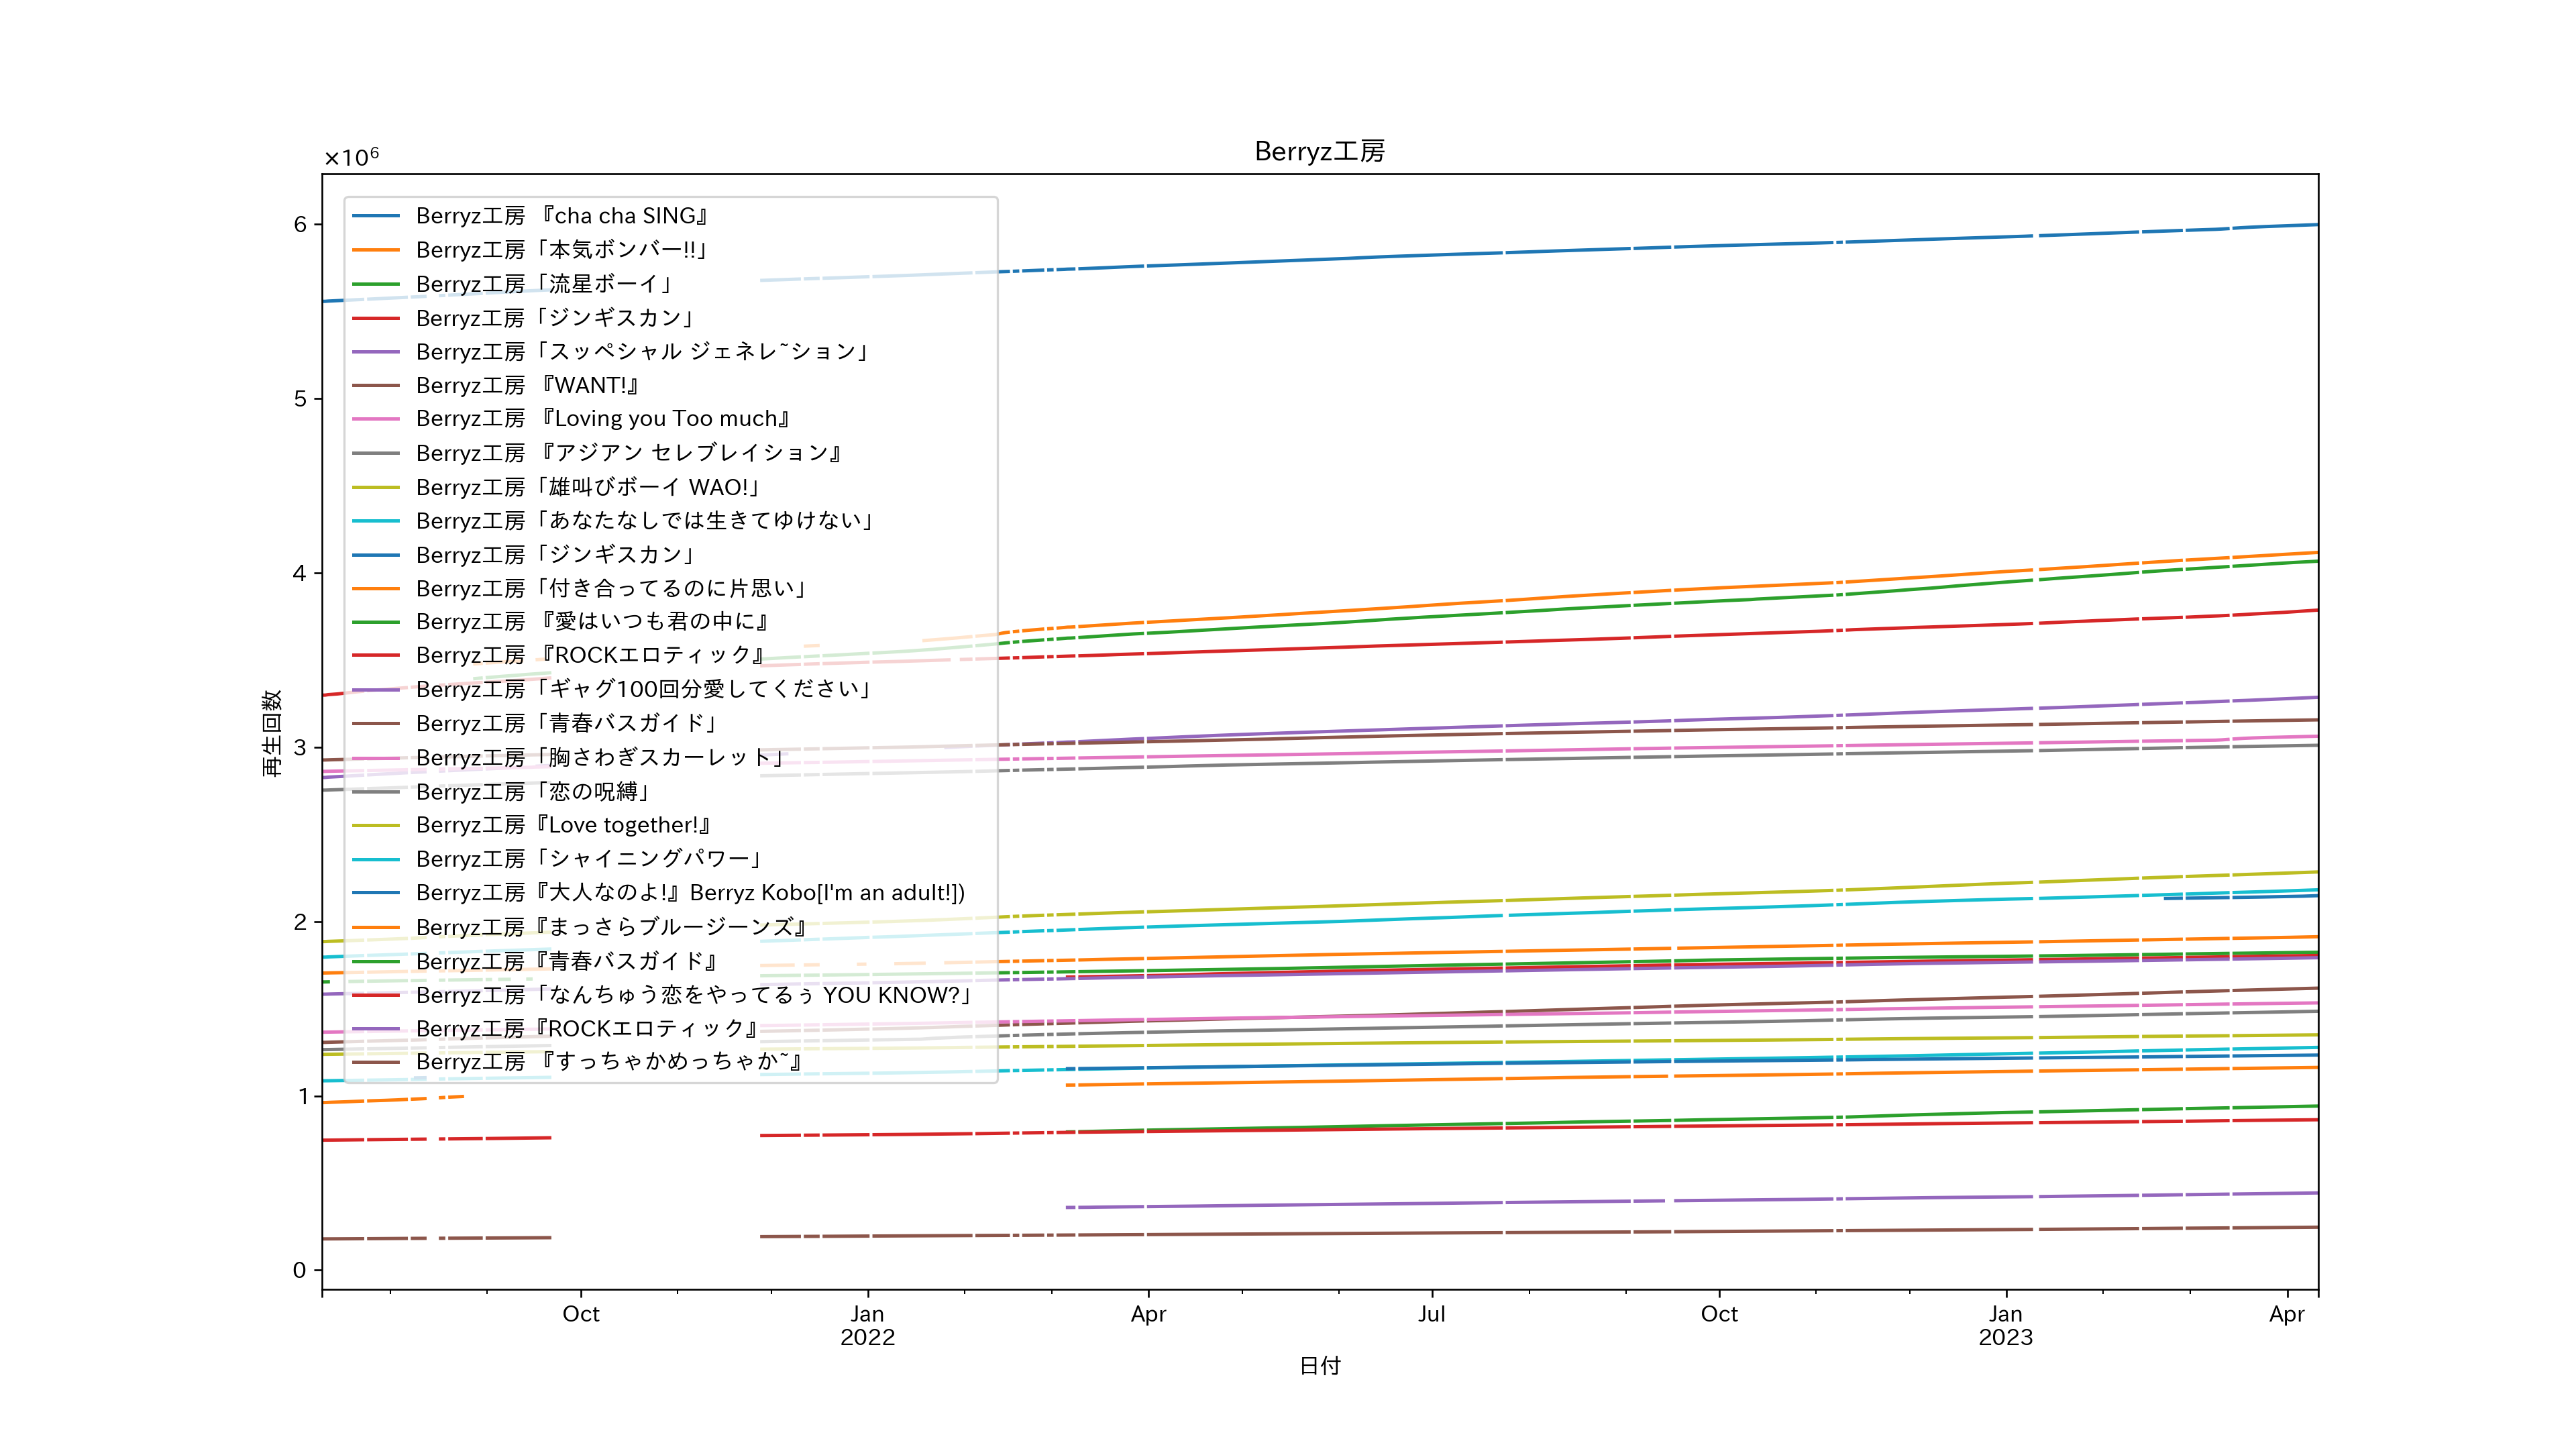 Berryz工房
×10⁶
6
5
4
3
2
1
0
再生回数
Berryz工房 『cha cha SING』
Berryz工房「本気ボンバー!!」
Berryz工房「流星ボーイ」
Berryz工房「ジンギスカン」
Berryz工房「スッペシャル ジェネレ~ション」
Berryz工房 『WANT!』
Berryz工房 『Loving you Too much』
Berryz工房 『アジアン セレブレイション』
Berryz工房「雄叫びボーイ WAO!」
Berryz工房「あなたなしでは生きてゆけない」
Berryz工房「ジンギスカン」
Berryz工房「付き合ってるのに片思い」
Berryz工房 『愛はいつも君の中に』
Berryz工房 『ROCKエロティック』
Berryz工房「ギャグ100回分愛してください」
Berryz工房「青春バスガイド」
Berryz工房「胸さわぎスカーレット」
Berryz工房「恋の呪縛」
Berryz工房『Love together!』
Berryz工房「シャイニングパワー」
Berryz工房『大人なのよ!』Berryz Kobo[I'm an adult!])
Berryz工房『まっさらブルージーンズ』
Berryz工房『青春バスガイド』
Berryz工房「なんちゅう恋をやってるぅ YOU KNOW?」
Berryz工房『ROCKエロティック』
Berryz工房 『すっちゃかめっちゃか~』
Oct Jan Apr Jul Oct Jan Apr
2022 2023
日付